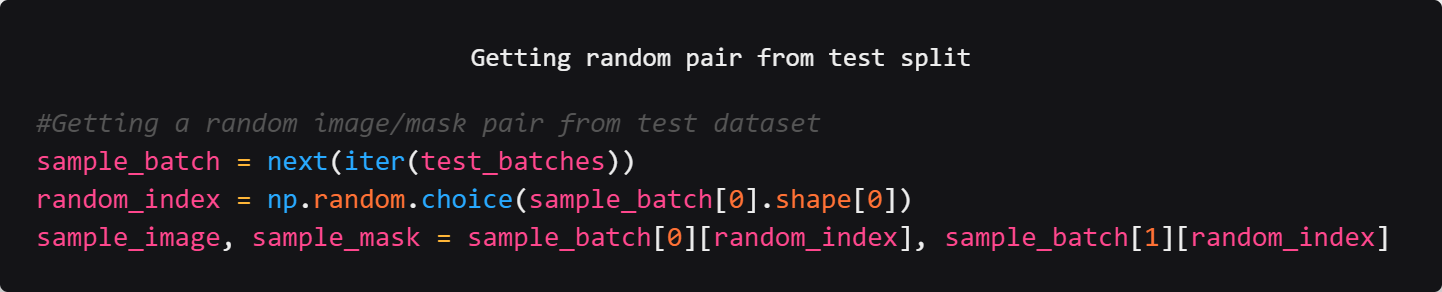 Getting random pair from test split
#Getting a random image/mask pair from test dataset
sample_batch = next(iter(test_batches))
random_index = np.random.choice(sample_batch[0].shape[0])
sample_image, sample_mask = sample_batch[0][random_index], sample_batch[1][random_index]